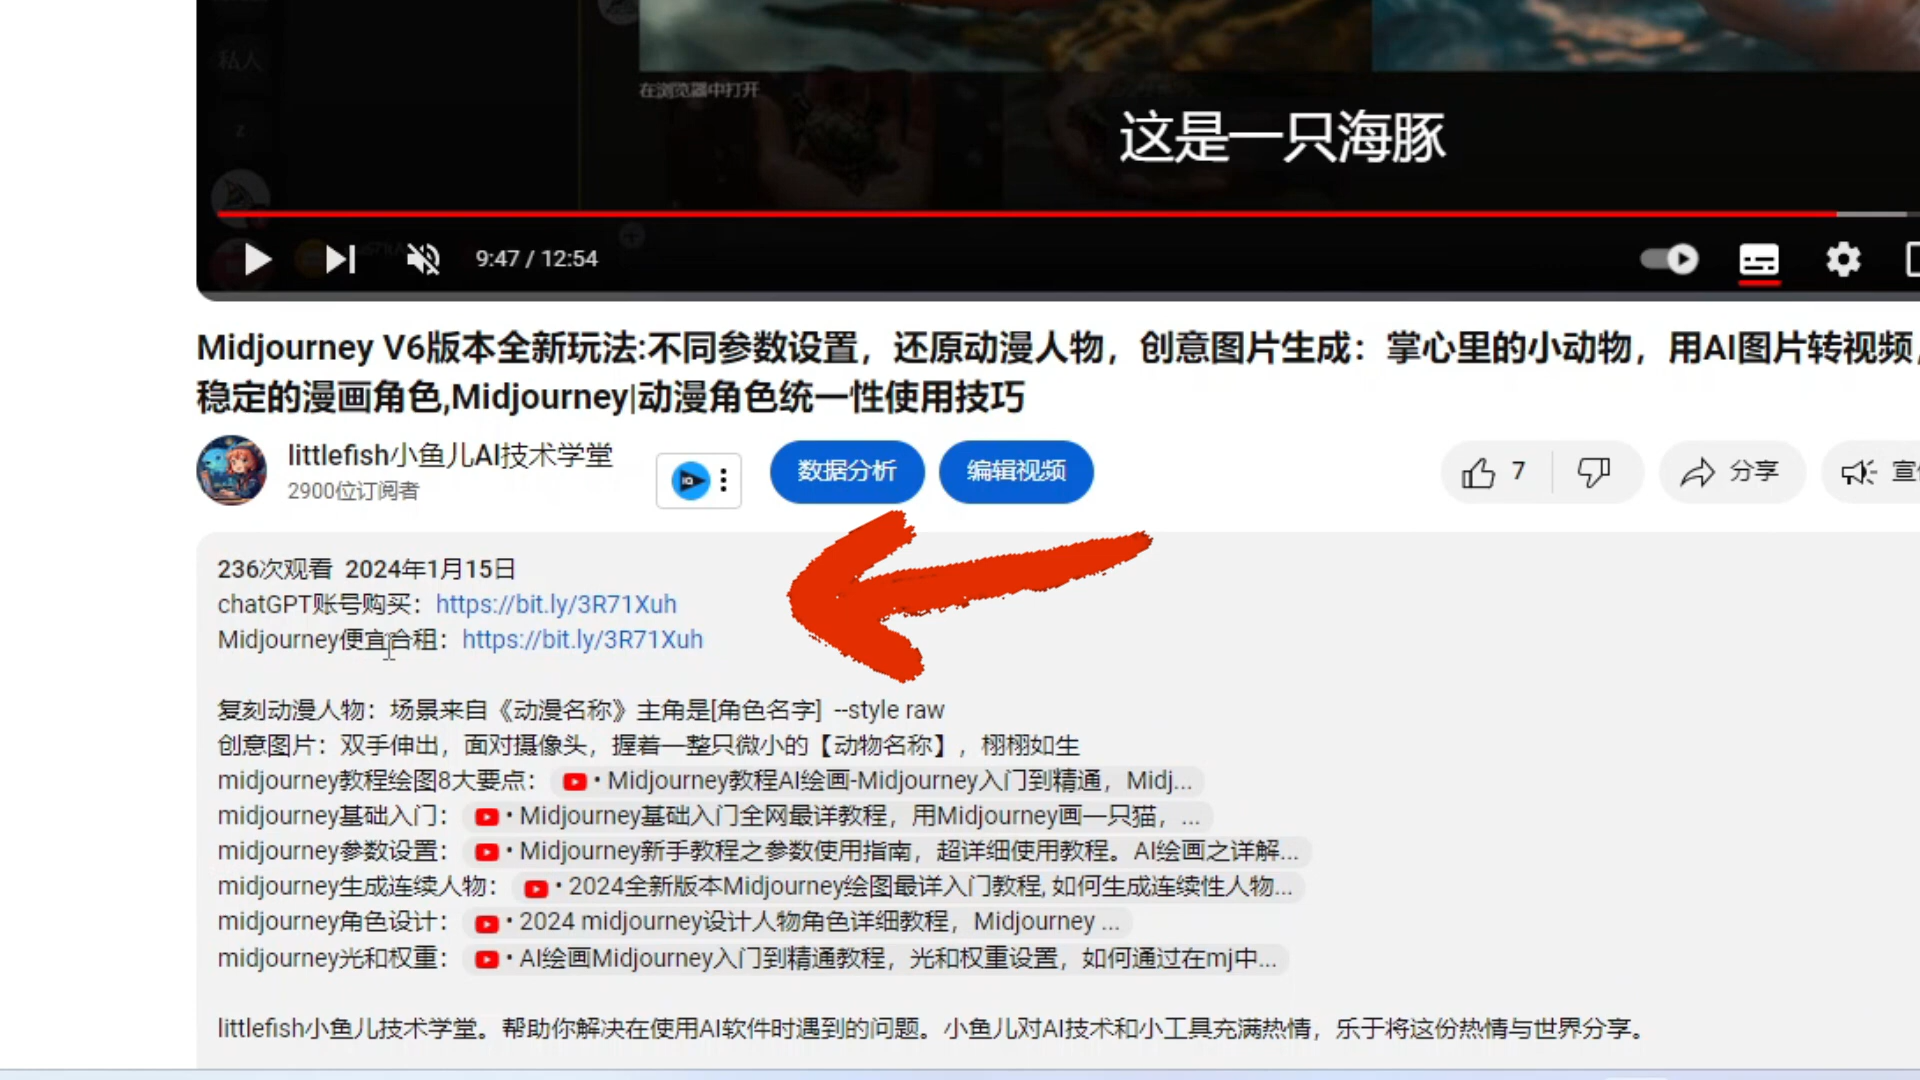 私人
在浏览器中打开
这是一只海豚
9:47 / 12:54
Midjourney V6版本全新玩法:不同参数设置，还原动漫人物，创意图片生成：掌心里的小动物，用AI图片转视频，
稳定的漫画角色,Midjourney|动漫角色统一性使用技巧
littlefish小鱼儿AI技术学堂
2900位订阅者
数据分析
编辑视频
7
分享
236次观看 2024年1月15日
chatGPT账号购买：https://bit.ly/3R71Xuh
Midjourney便宜合租：https://bit.ly/3R71Xuh
复刻动漫人物：场景来自《动漫名称》主角是[角色名字] --style raw
创意图片：双手伸出，面对摄像头，握着一整只微小的【动物名称】，栩栩如生
midjourney教程绘图8大要点： • Midjourney教程AI绘画-Midjourney入门到精通，Midj...
midjourney基础入门： • Midjourney基础入门全网最详教程，用Midjourney画一只猫，...
midjourney参数设置： • Midjourney新手教程之参数使用指南，超详细使用教程。AI绘画之详解...
midjourney生成连续人物： • 2024全新版本Midjourney绘图最详入门教程, 如何生成连续性人物...
midjourney角色设计： • 2024 midjourney设计人物角色详细教程，Midjourney ...
midjourney光和权重： • AI绘画Midjourney入门到精通教程，光和权重设置，如何通过在mj中...
littlefish小鱼儿技术学堂。帮助你解决在使用AI软件时遇到的问题。小鱼儿对AI技术和小工具充满热情，乐于将这份热情与世界分享。